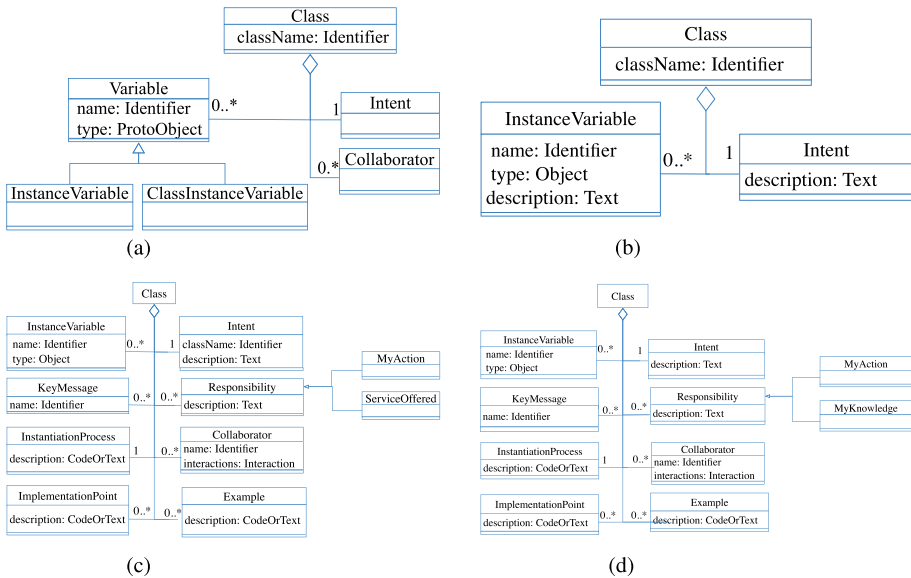 Class
className: Identifier
Variable
name: Identifier
type: ProtoObject
0..*
1
Intent
0.*
Collaborator
InstanceVariable
ClassInstanceVariable
(a)
Class
className: Identifier
InstanceVariable
name: Identifier
type: Object
description: Text
0..*
1
Intent
description: Text
(b)
Class
InstanceVariable
name: Identifier
type: Object
0..*
1
Intent
className: Identifier
description: Text
KeyMessage
name: Identifier
0..*
0..*
Responsibility
description: Text
MyAction
ServiceOffered
InstantiationProcess
description: CodeOrText
1
0..*
Collaborator
name: Identifier
interactions: Interaction
ImplementationPoint
description: CodeOrText
0..*
0..*
Example
description: CodeOrText
(c)
Class
InstanceVariable
name: Identifier
type: Object
0..*
1
Intent
description: Text
KeyMessage
name: Identifier
0..*
0..*
Responsibility
description: Text
MyAction
MyKnowledge
InstantiationProcess
description: CodeOrText
1
0..*
Collaborator
name: Identifier
interactions: Interaction
ImplementationPoint
description: CodeOrText
0..*
0..*
Example
description: CodeOrText
(d)